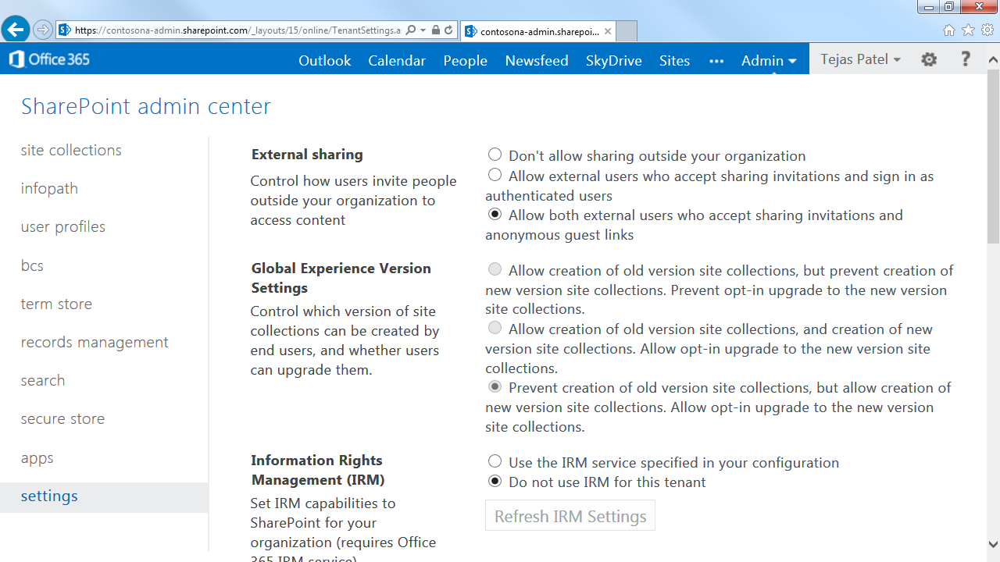 https://contosona-admin.sharepoint.com/_layouts/15/online/TenantSettings.a
contosona-admin.sharepoi...
Office 365
Outlook Calendar People Newsfeed SkyDrive Sites ... Admin
Tejas Patel ?
SharePoint admin center
site collections
infopath
user profiles
bcs
term store
records management
search
secure store
apps
settings
External sharing
Control how users invite people
outside your organization to
access content
Don't allow sharing outside your organization
Allow external users who accept sharing invitations and sign in as
authenticated users
Allow both external users who accept sharing invitations and
anonymous guest links
Global Experience Version
Settings
Control which version of site
collections can be created by
end users, and whether users
can upgrade them.
Allow creation of old version site collections, but prevent creation of
new version site collections. Prevent opt-in upgrade to the new version
site collections.
Allow creation of old version site collections, and creation of new
version site collections. Allow opt-in upgrade to the new version site
collections.
Prevent creation of old version site collections, but allow creation of
new version site collections. Allow opt-in upgrade to the new version
site collections.
Information Rights
Management (IRM)
Set IRM capabilities to
SharePoint for your
organization (requires Office
365 IRM service)
Use the IRM service specified in your configuration
Do not use IRM for this tenant
Refresh IRM Settings